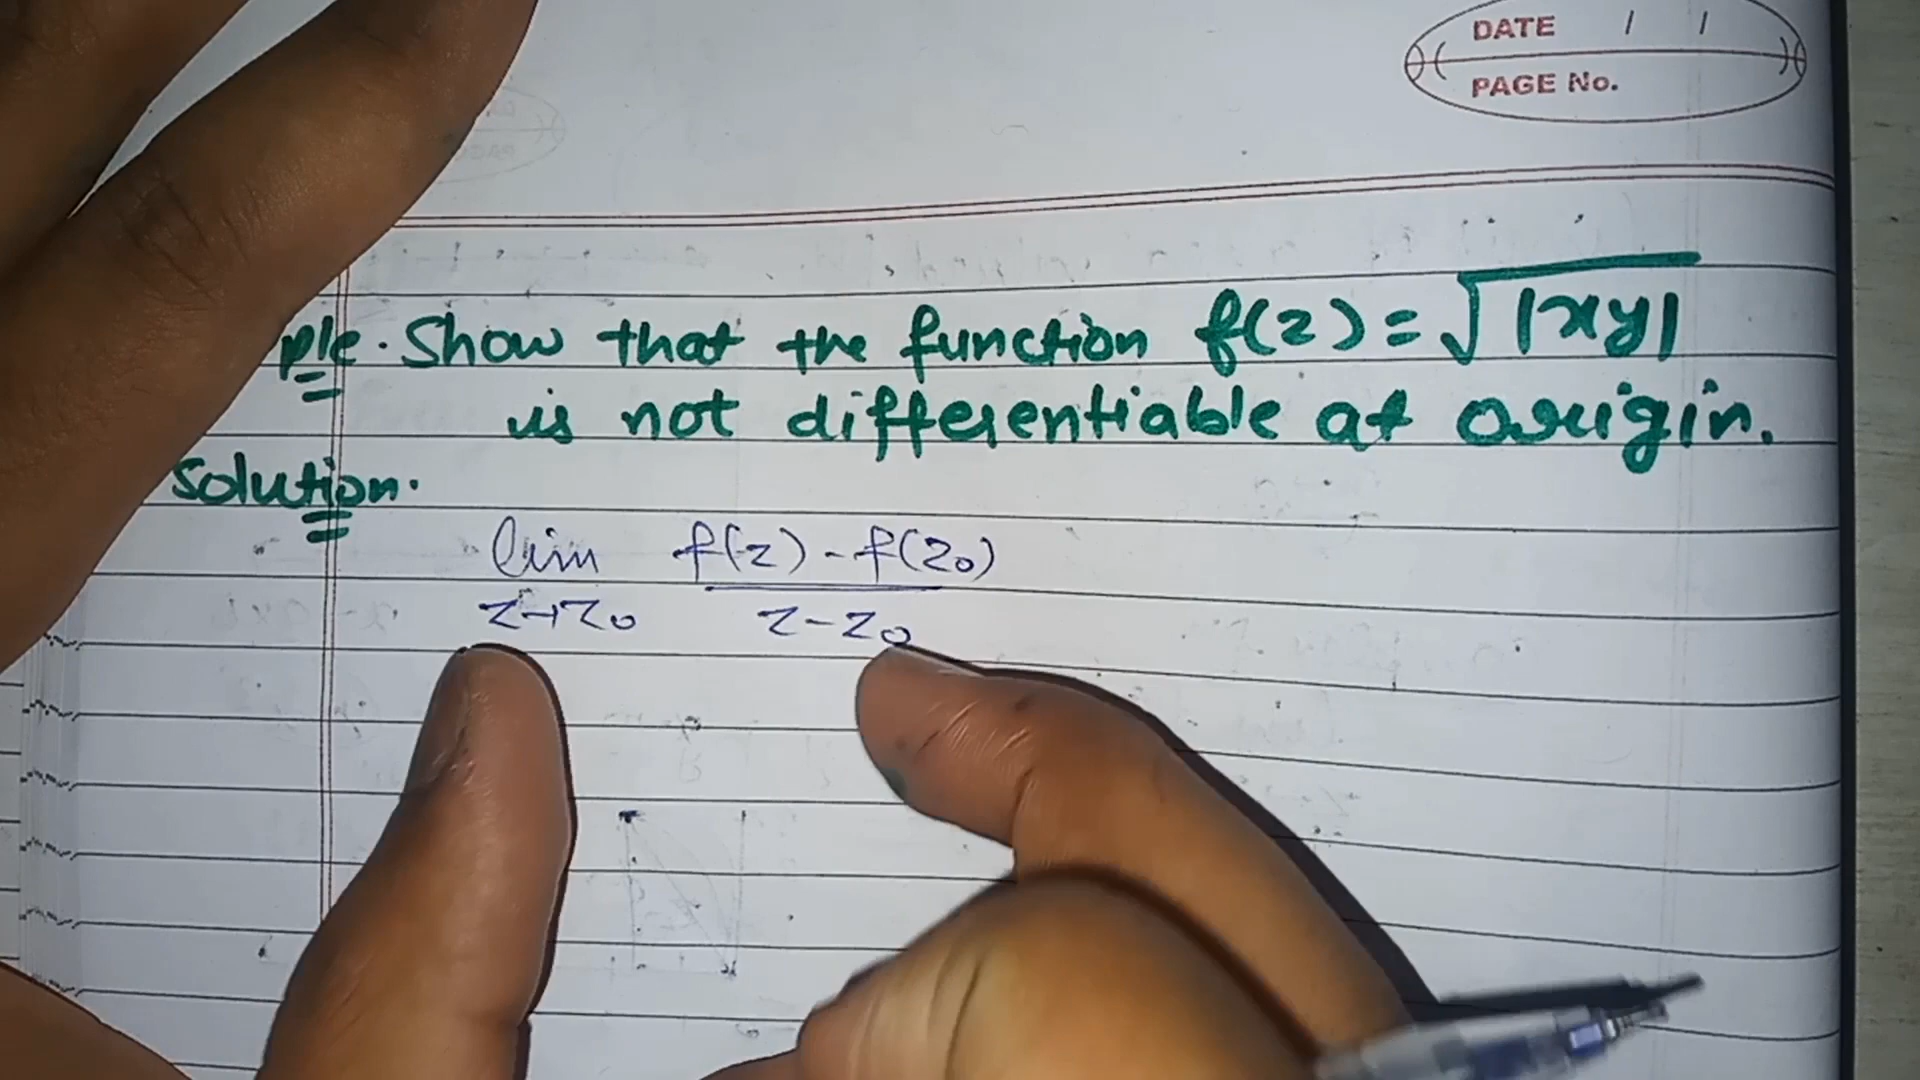 DATE / /
PAGE No.
ple. Show that the function f(z) = √|xy|
is not differentiable at origin.
Solution.
lim f(z) - f(z₀)
z→z₀ z - z₀